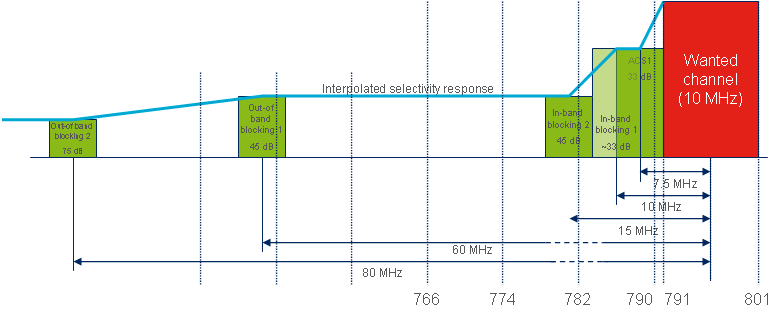 Interpolated selectivity response
Wanted
channel
(10 MHz)
ACS1
33 dB
Out-of band
blocking 2
75 dB
Out-of
band
blocking 1
45 dB
In-band
blocking 2
45 dB
In-band
blocking 1
~33 dB
7.5 MHz
10 MHz
15 MHz
60 MHz
80 MHz
766
774
782
790
791
801